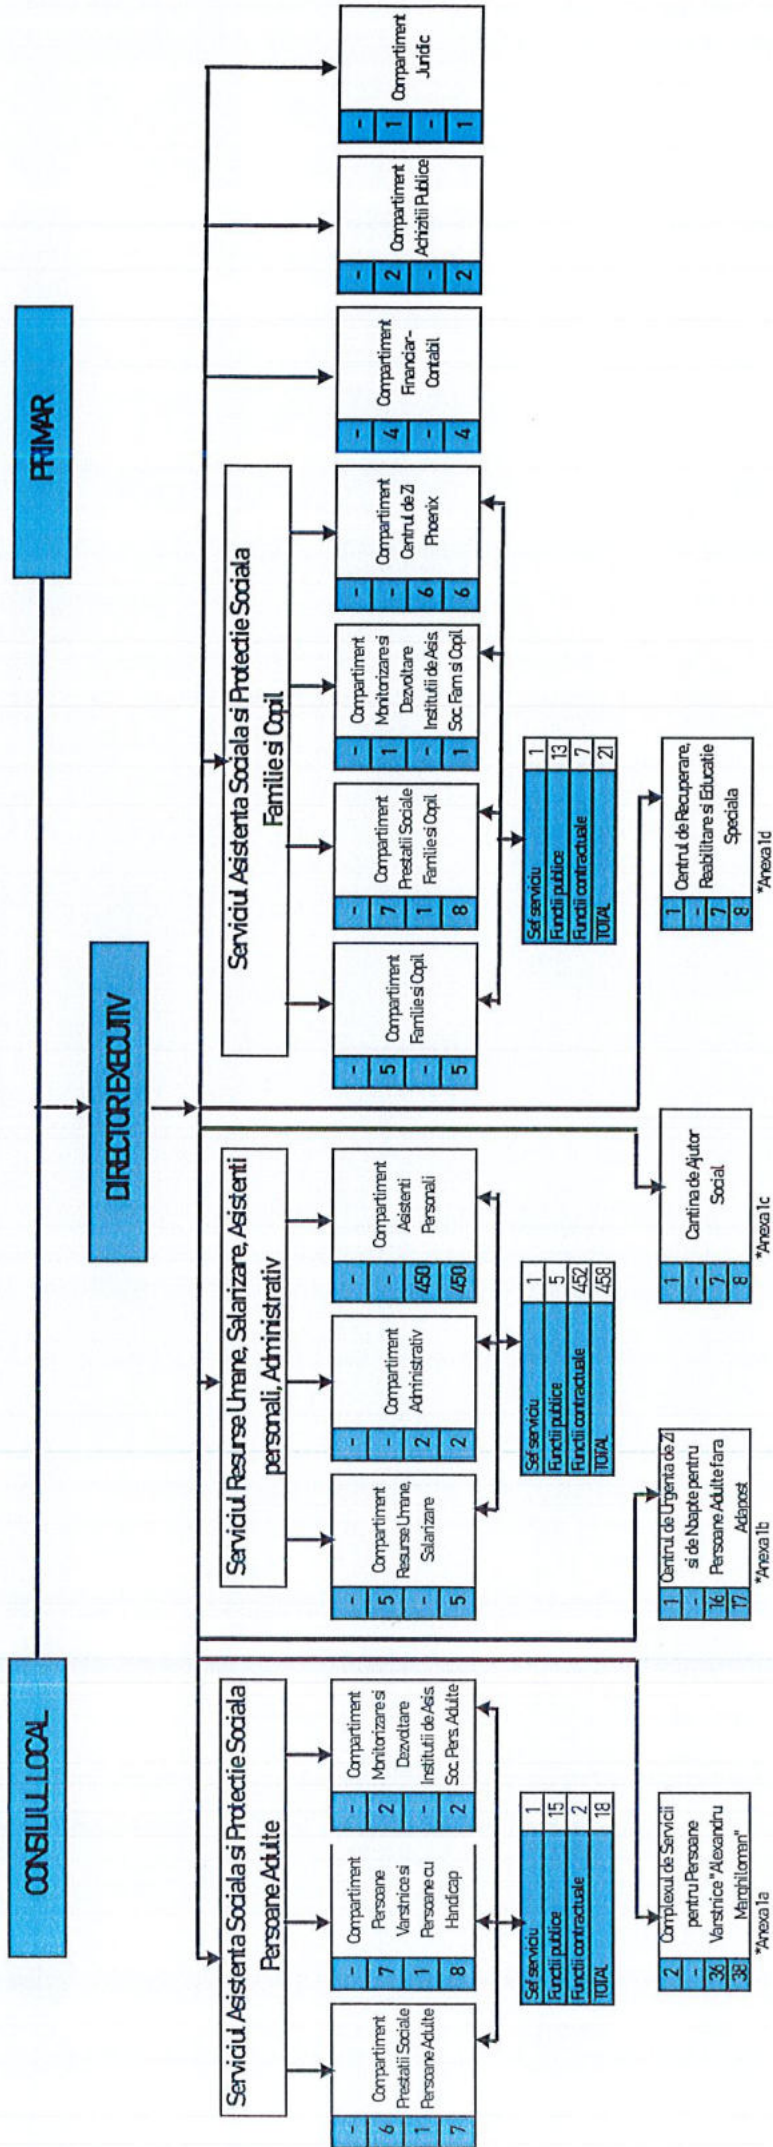 CONSILIUL LOCAL
PRIMAR
DIRECTOR EXECUTIV
Serviciul Asistenta Sociala si Protectie Sociala
Persoane Adulte
Serviciul Resurse Umane, Salarizare, Asistenti
personali, Administrativ
Serviciul Asistenta Sociala si Protectie Sociala
Familie si Copil
-
6
1
7
Compartiment
Prestatii Sociale
Persoane Adulte
-
7
1
8
Compartiment
Persoane
Varstnice si
Persoane cu
Handicap
-
2
-
2
Compartiment
Monitorizare si
Dezvoltare
Institutii de Asis.
Soc. Pers. Adulte
-
5
-
5
Compartiment
Resurse Umane,
Salarizare
-
-
2
2
Compartiment
Administrativ
-
-
450
450
Compartiment
Asistenti
Personali
-
5
-
5
Compartiment
Familie si Copil
-
7
1
8
Compartiment
Prestatii Sociale
Familie si Copil
-
1
-
1
Compartiment
Monitorizare si
Dezvoltare
Institutii de Asis.
Soc. Fam si Copil
-
-
6
6
Compartiment
Centrul de Zi
Phoenix
-
4
-
4
Compartiment
Financiar-
Contabil
-
2
-
2
Compartiment
Achizitii Publice
-
1
-
1
Compartiment
Juridic
Sef serviciu 1
Functii publice 15
Functii contractuale 2
TOTAL 18
Sef serviciu 1
Functii publice 5
Functii contractuale 452
TOTAL 458
Sef serviciu 1
Functii publice 13
Functii contractuale 7
TOTAL 21
2
-
36
38
Complexul de Servicii
pentru Persoane
Varstnice "Alexandru
Marghiloman"
*Anexa 1a
1
-
16
17
Centrul de Urgenta de Zi
si de Noapte pentru
Persoane Adulte fara
Adapost
*Anexa 1b
1
-
7
8
Cantina de Ajutor
Social
*Anexa 1c
1
-
7
8
Centrul de Recuperare,
Reabilitare si Educatie
Speciala
*Anexa 1d